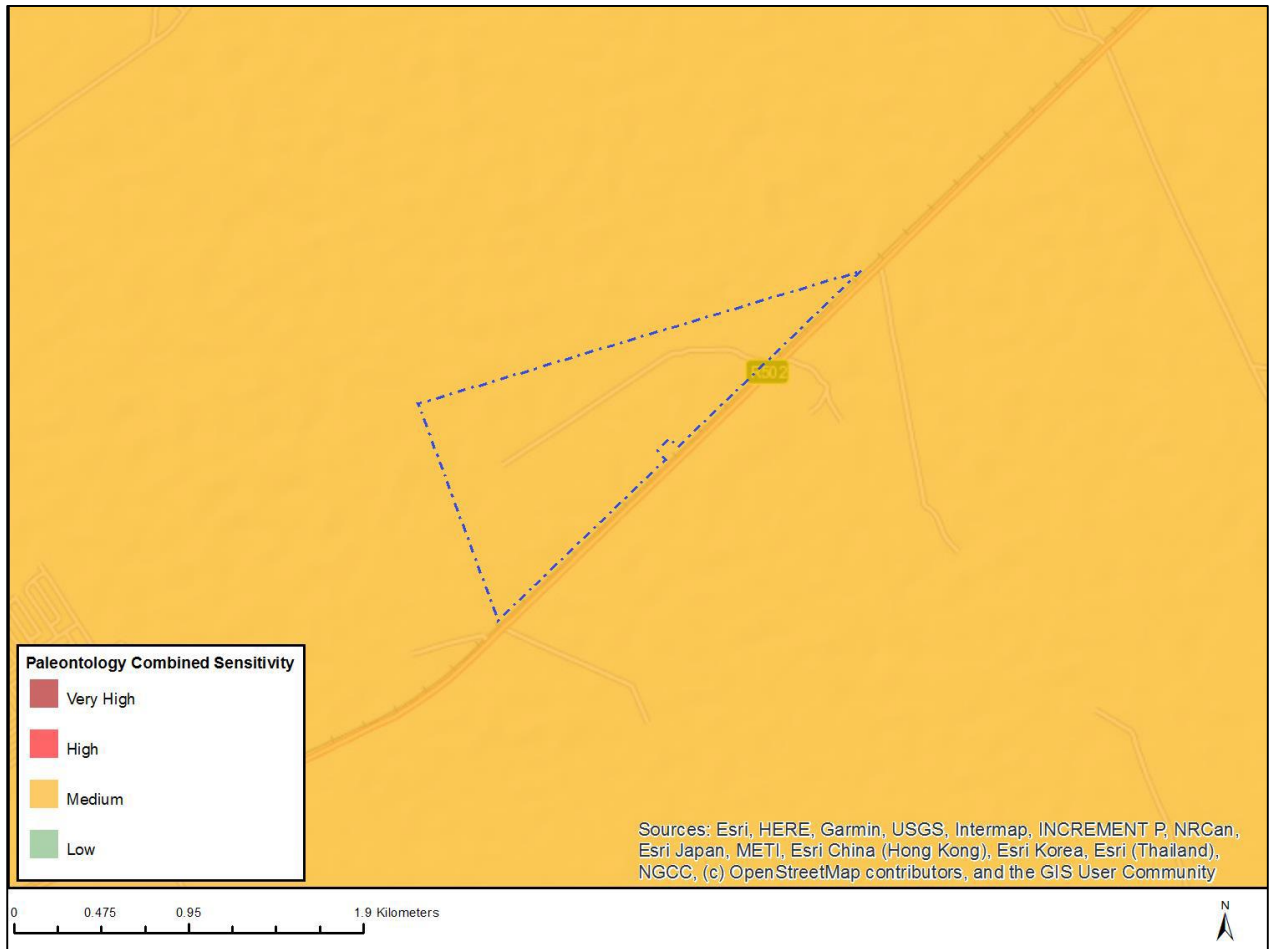 R502
Paleontology Combined Sensitivity
Very High
High
Medium
Low
Sources: Esri, HERE, Garmin, USGS, Intermap, INCREMENT P, NRCan,
Esri Japan, METI, Esri China (Hong Kong), Esri Korea, Esri (Thailand),
NGCC, (c) OpenStreetMap contributors, and the GIS User Community
0 0.475 0.95 1.9 Kilometers
N